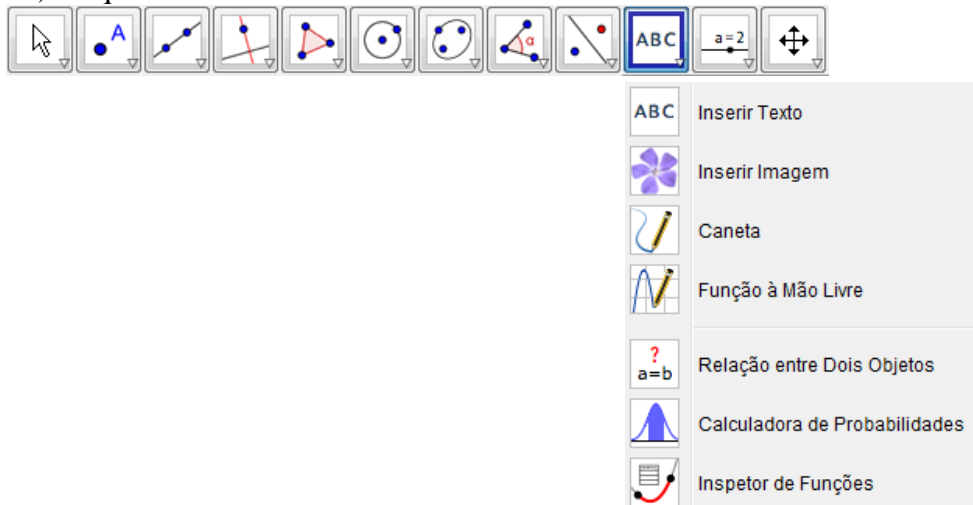 A α ABC a=2
ABC Inserir Texto
Inserir Imagem
Caneta
Função à Mão Livre
? a=b Relação entre Dois Objetos
Calculadora de Probabilidades
Inspetor de Funções